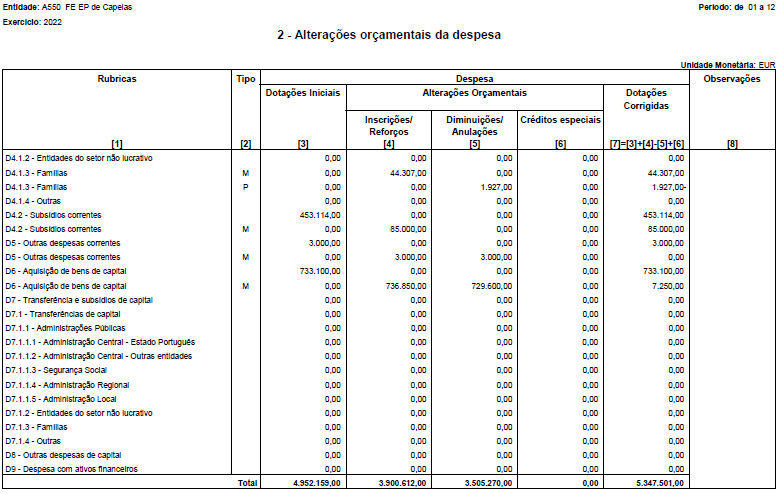 Entidade: A550 FE EP de Capelas Período: de 01 a 12
Exercício: 2022
2 - Alterações orçamentais da despesa
Unidade Monetária: EUR
Rubricas Tipo Despesa Observações
Dotações Iniciais Alterações Orçamentais Dotações Corrigidas
Inscrições/ Reforços Diminuições/ Anulações Créditos especiais
[1] [2] [3] [4] [5] [6] [7]=[3]+[4]-[5]+[6] [8]
D4.1.2 - Entidades do setor não lucrativo 0,00 0,00 0,00 0,00 0,00
D4.1.3 - Famílias M 0,00 44.307,00 0,00 0,00 44.307,00
D4.1.3 - Famílias P 0,00 0,00 1.927,00 0,00 1.927,00-
D4.1.4 - Outras 0,00 0,00 0,00 0,00 0,00
D4.2 - Subsídios correntes 453.114,00 0,00 0,00 0,00 453.114,00
D4.2 - Subsídios correntes M 0,00 85.000,00 0,00 0,00 85.000,00
D5 - Outras despesas correntes 3.000,00 0,00 0,00 0,00 3.000,00
D5 - Outras despesas correntes M 0,00 3.000,00 3.000,00 0,00 0,00
D6 - Aquisição de bens de capital 733.100,00 0,00 0,00 0,00 733.100,00
D6 - Aquisição de bens de capital M 0,00 736.850,00 729.600,00 0,00 7.250,00
D7 - Transferência e subsídios de capital 0,00 0,00 0,00 0,00 0,00
D7.1 - Transferências de capital 0,00 0,00 0,00 0,00 0,00
D7.1.1 - Administrações Públicas 0,00 0,00 0,00 0,00 0,00
D7.1.1.1 - Administração Central - Estado Português 0,00 0,00 0,00 0,00 0,00
D7.1.1.2 - Administração Central - Outras entidades 0,00 0,00 0,00 0,00 0,00
D7.1.1.3 - Segurança Social 0,00 0,00 0,00 0,00 0,00
D7.1.1.4 - Administração Regional 0,00 0,00 0,00 0,00 0,00
D7.1.1.5 - Administração Local 0,00 0,00 0,00 0,00 0,00
D7.1.2 - Entidades do setor não lucrativo 0,00 0,00 0,00 0,00 0,00
D7.1.3 - Famílias 0,00 0,00 0,00 0,00 0,00
D7.1.4 - Outras 0,00 0,00 0,00 0,00 0,00
D8 - Outras despesas de capital 0,00 0,00 0,00 0,00 0,00
D9 - Despesa com ativos financeiros 0,00 0,00 0,00 0,00 0,00
Total 4.952.159,00 3.900.612,00 3.505.270,00 0,00 5.347.501,00